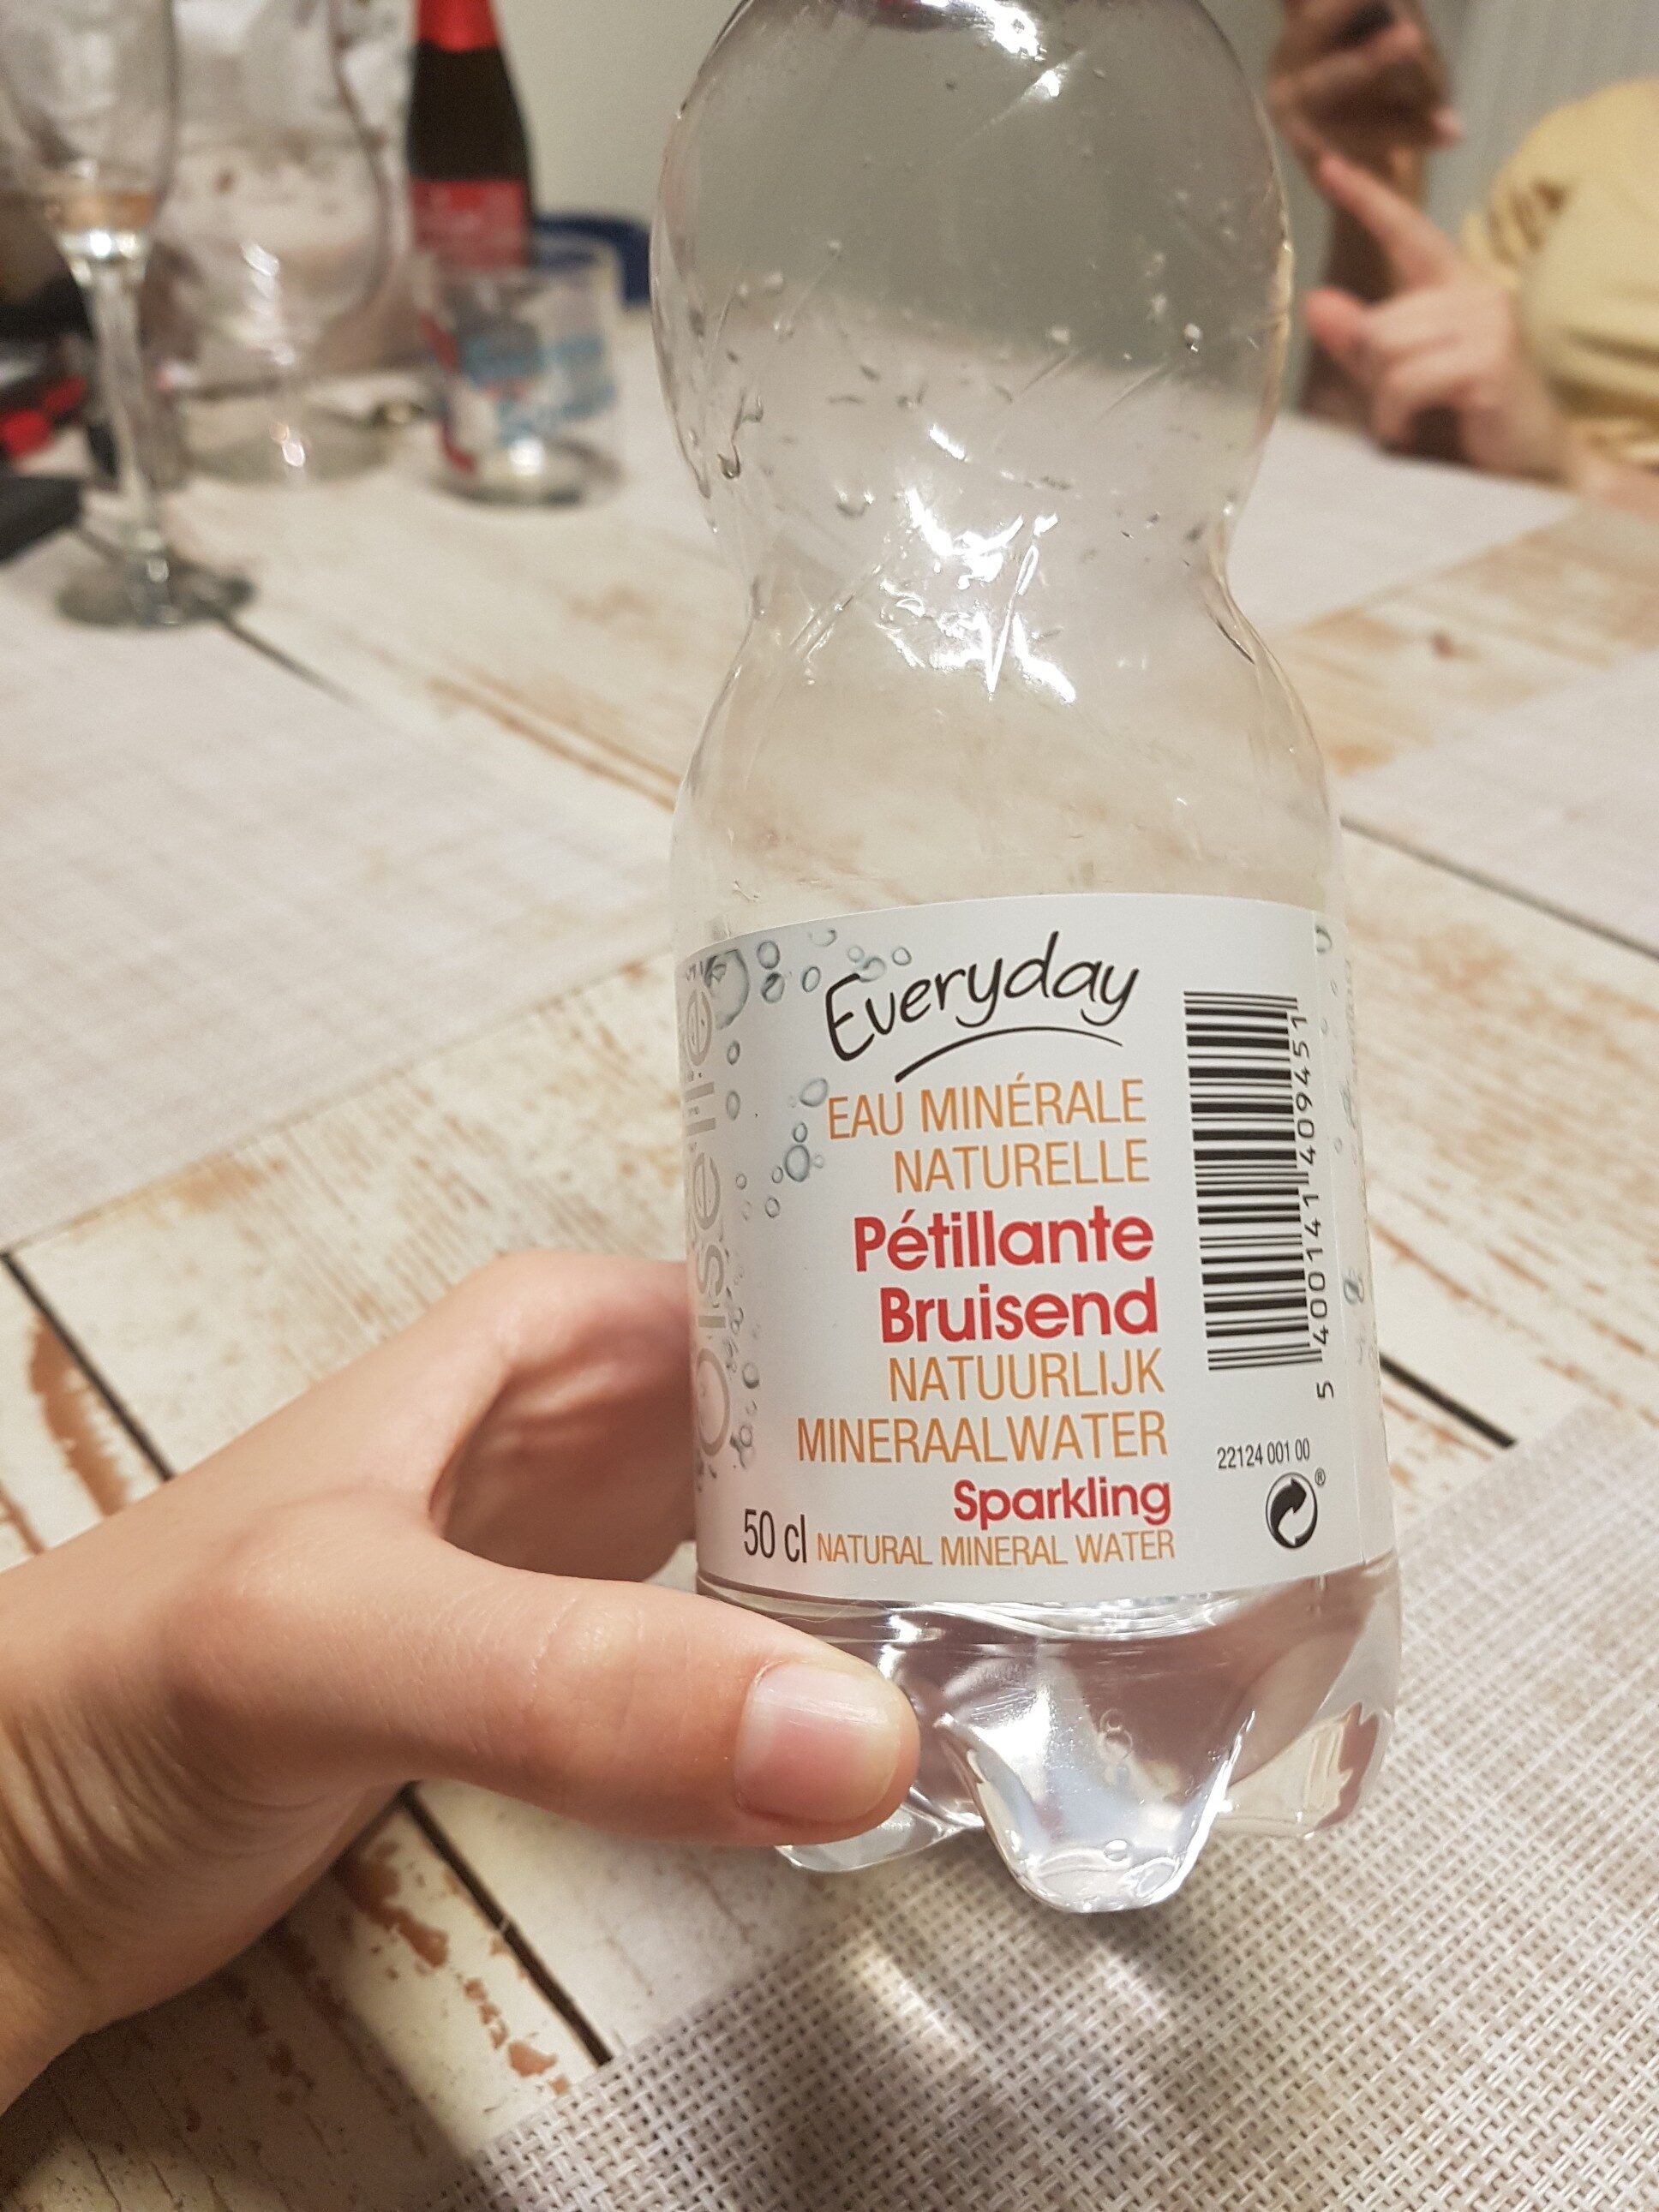 Everyday
EAU MINÉRALE
NATURELLE
Pétillante
Bruisend
NATUURLIJK
MINERAALWATER
Sparkling
50 cl NATURAL MINERAL WATER
5 400141 409451
22124 001 00
®